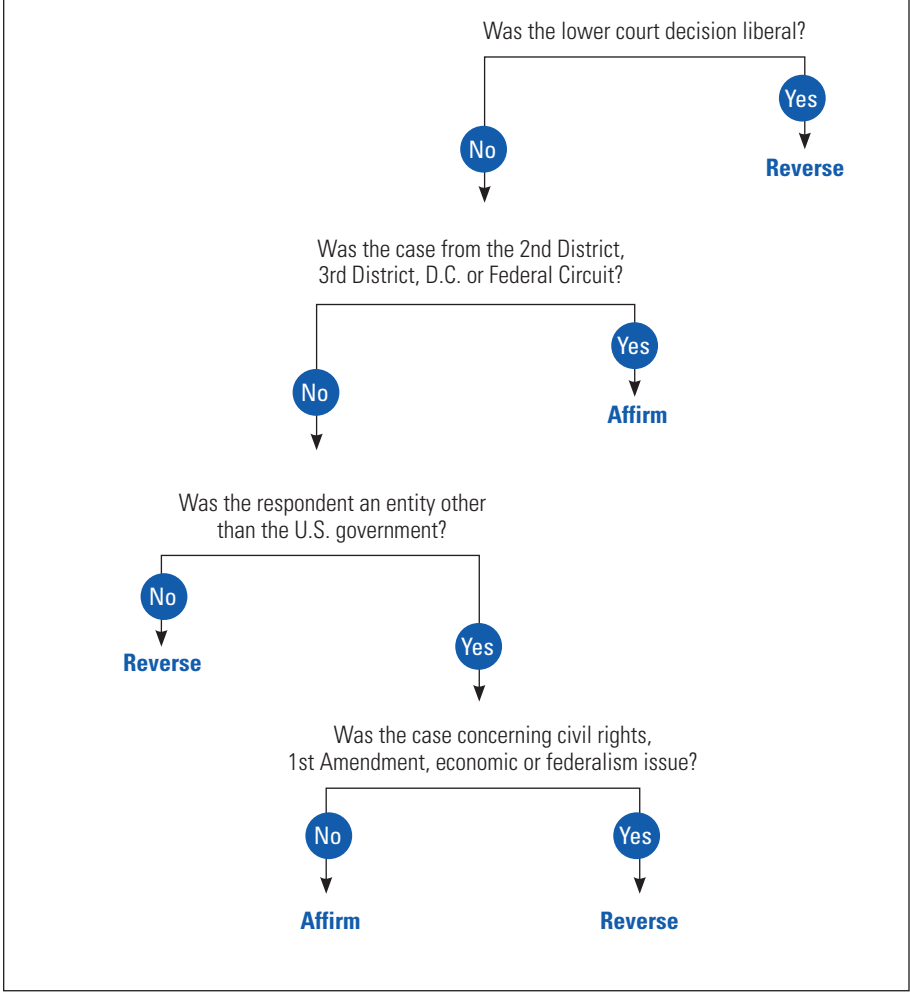 Was the lower court decision liberal?
Yes
No
Reverse
Was the case from the 2nd District,
3rd District, D.C. or Federal Circuit?
Yes
No
Affirm
Was the respondent an entity other
than the U.S. government?
No
Yes
Reverse
Was the case concerning civil rights,
1st Amendment, economic or federalism issue?
No
Yes
Affirm
Reverse